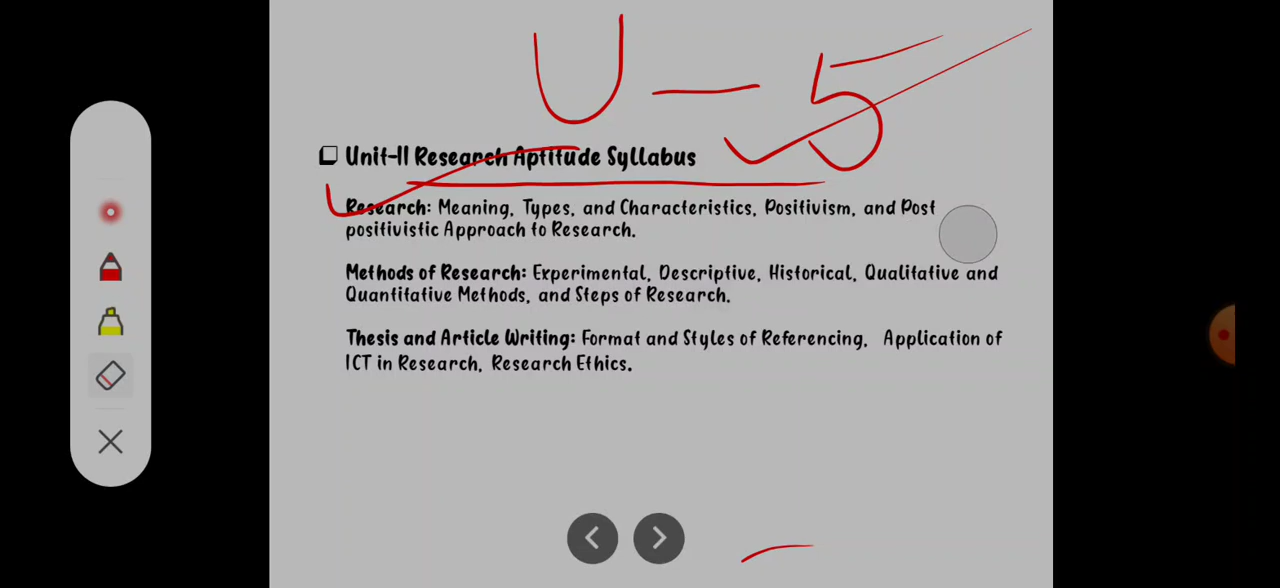 U - 5
Unit-II Research Aptitude Syllabus
Research: Meaning, Types, and Characteristics, Positivism, and Post
positivistic Approach to Research.
Methods of Research: Experimental, Descriptive, Historical, Qualitative and
Quantitative Methods, and Steps of Research.
Thesis and Article Writing: Format and Styles of Referencing, Application of
ICT in Research, Research Ethics.